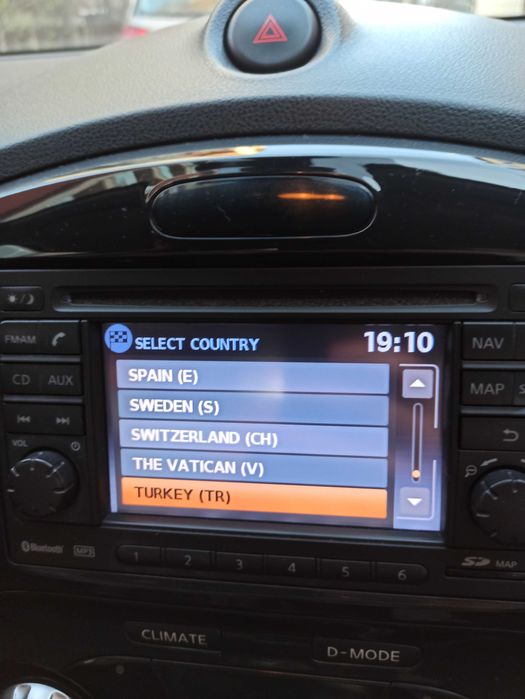 SELECT COUNTRY 19:10
FM·AM
NAV
SPAIN (E)
CD AUX
MAP
SWEDEN (S)
SWITZERLAND (CH)
VOL
THE VATICAN (V)
TURKEY (TR)
Bluetooth MP3
1 2 3 4 5 6
SD MAP
CLIMATE
D-MODE